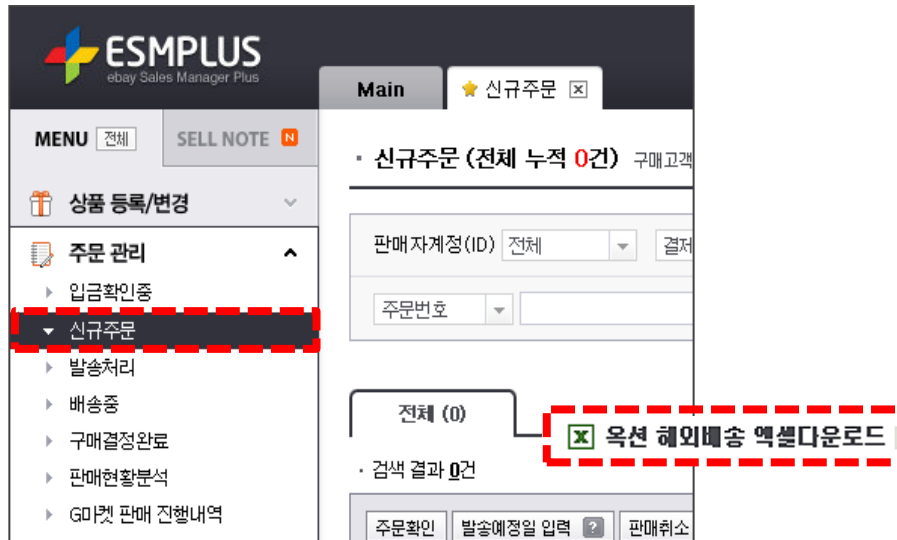 ESMPLUS
ebay Sales Manager Plus
Main
신규주문
MENU 전체
SELL NOTE N
신규주문 (전체 누적 0건) 구매고객
상품 등록/변경
주문 관리
입금확인중
신규주문
발송처리
배송중
구매결정완료
판매현황분석
G마켓 판매 진행내역
판매자계정(ID) 전체 결제
주문번호
전체 (0)
옥션 해외배송 엑셀다운로드
검색 결과 0건
주문확인 발송예정일 입력 ? 판매취소